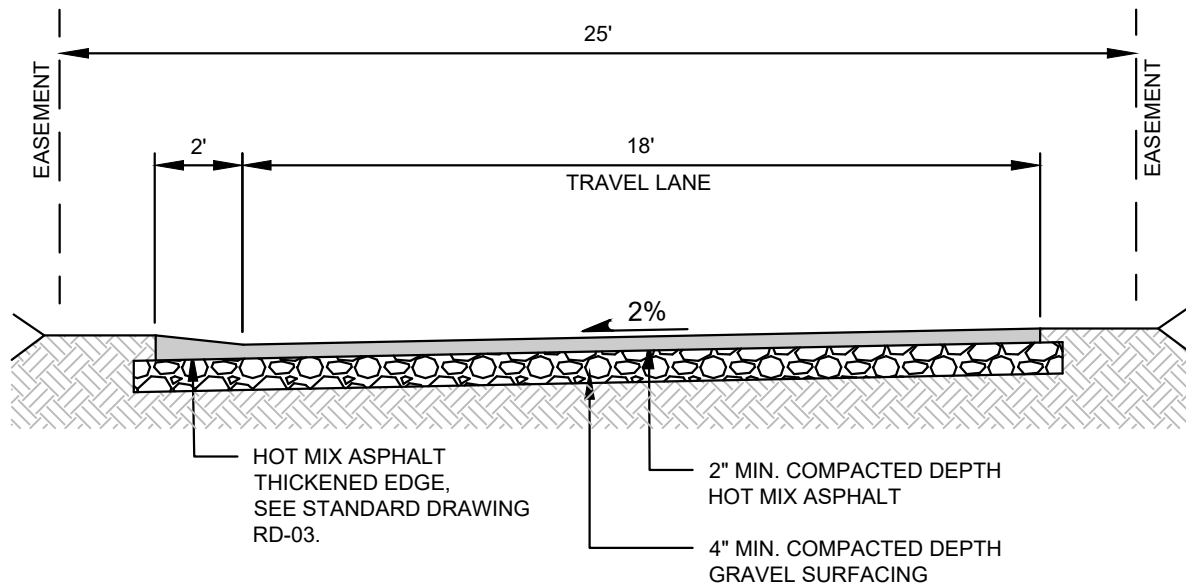 25'
EASEMENT
EASEMENT
2'
18'
TRAVEL LANE
2%
HOT MIX ASPHALT
THICKENED EDGE,
SEE STANDARD DRAWING
RD-03.
2" MIN. COMPACTED DEPTH
HOT MIX ASPHALT
4" MIN. COMPACTED DEPTH
GRAVEL SURFACING